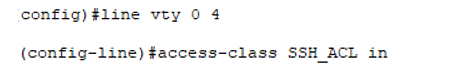 config)#line vty 0 4
(config-line)#access-class SSH_ACL in